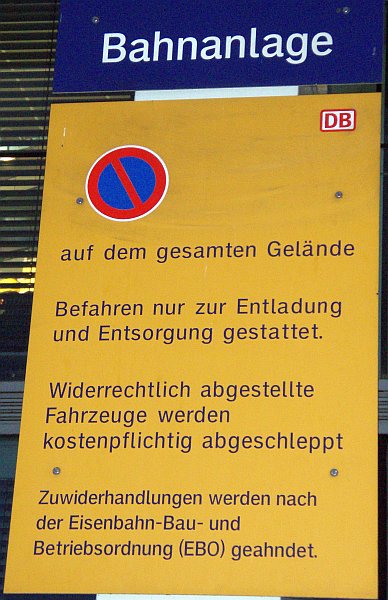 Bahnanlage
DB
auf dem gesamten Gelände
Befahren nur zur Entladung
und Entsorgung gestattet.
Widerrechtlich abgestellte
Fahrzeuge werden
kostenpflichtig abgeschleppt
Zuwiderhandlungen werden nach
der Eisenbahn-Bau- und
Betriebsordnung (EBO) geahndet.